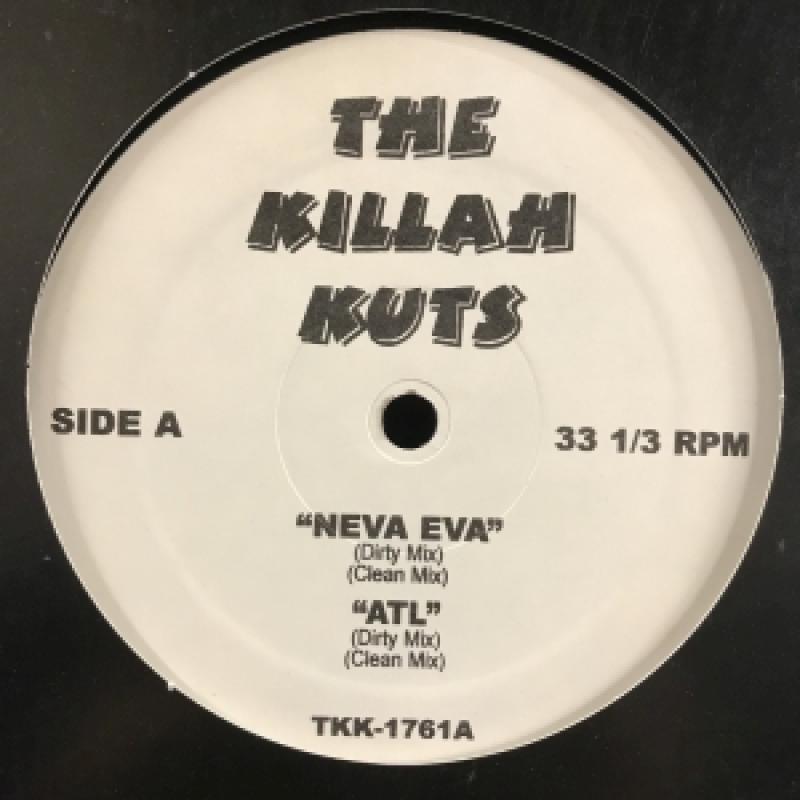 THE
KILLAH
KUTS
SIDE A
33 1/3 RPM
“NEVA EVA”
(Dirty Mix)
(Clean Mix)
“ATL”
(Dirty Mix)
(Clean Mix)
TKK-1761A